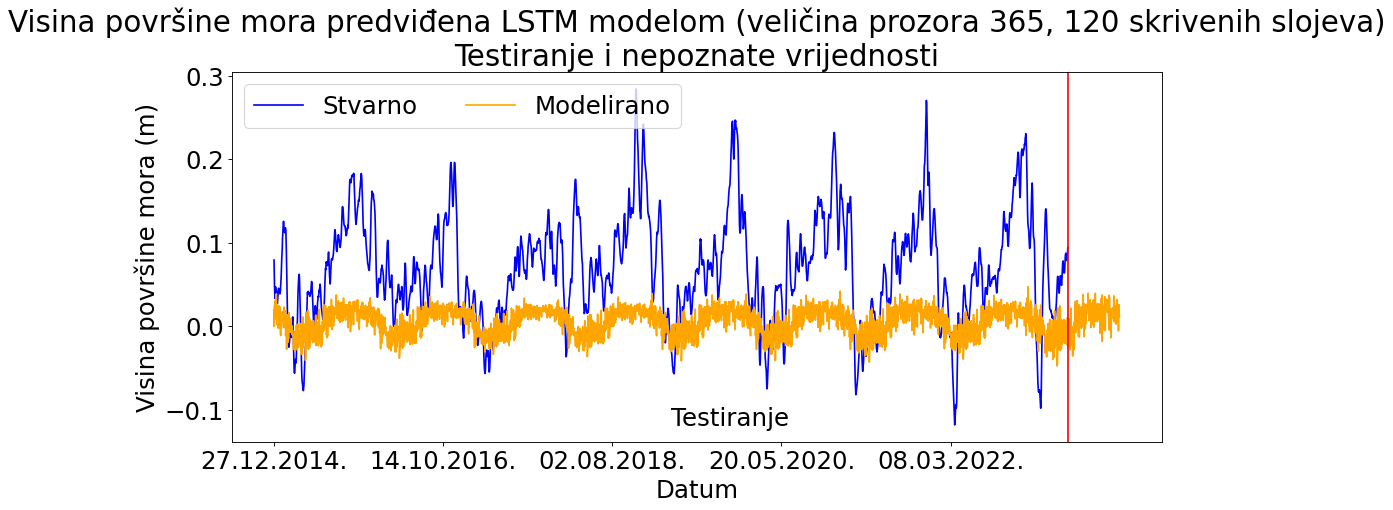 Visina površine mora predviđena LSTM modelom (veličina prozora 365, 120 skrivenih slojeva)
Testiranje i nepoznate vrijednosti
Stvarno Modelirano
Visina površine mora (m)
0.3
0.2
0.1
0.0
−0.1
Testiranje
27.12.2014. 14.10.2016. 02.08.2018. 20.05.2020. 08.03.2022.
Datum